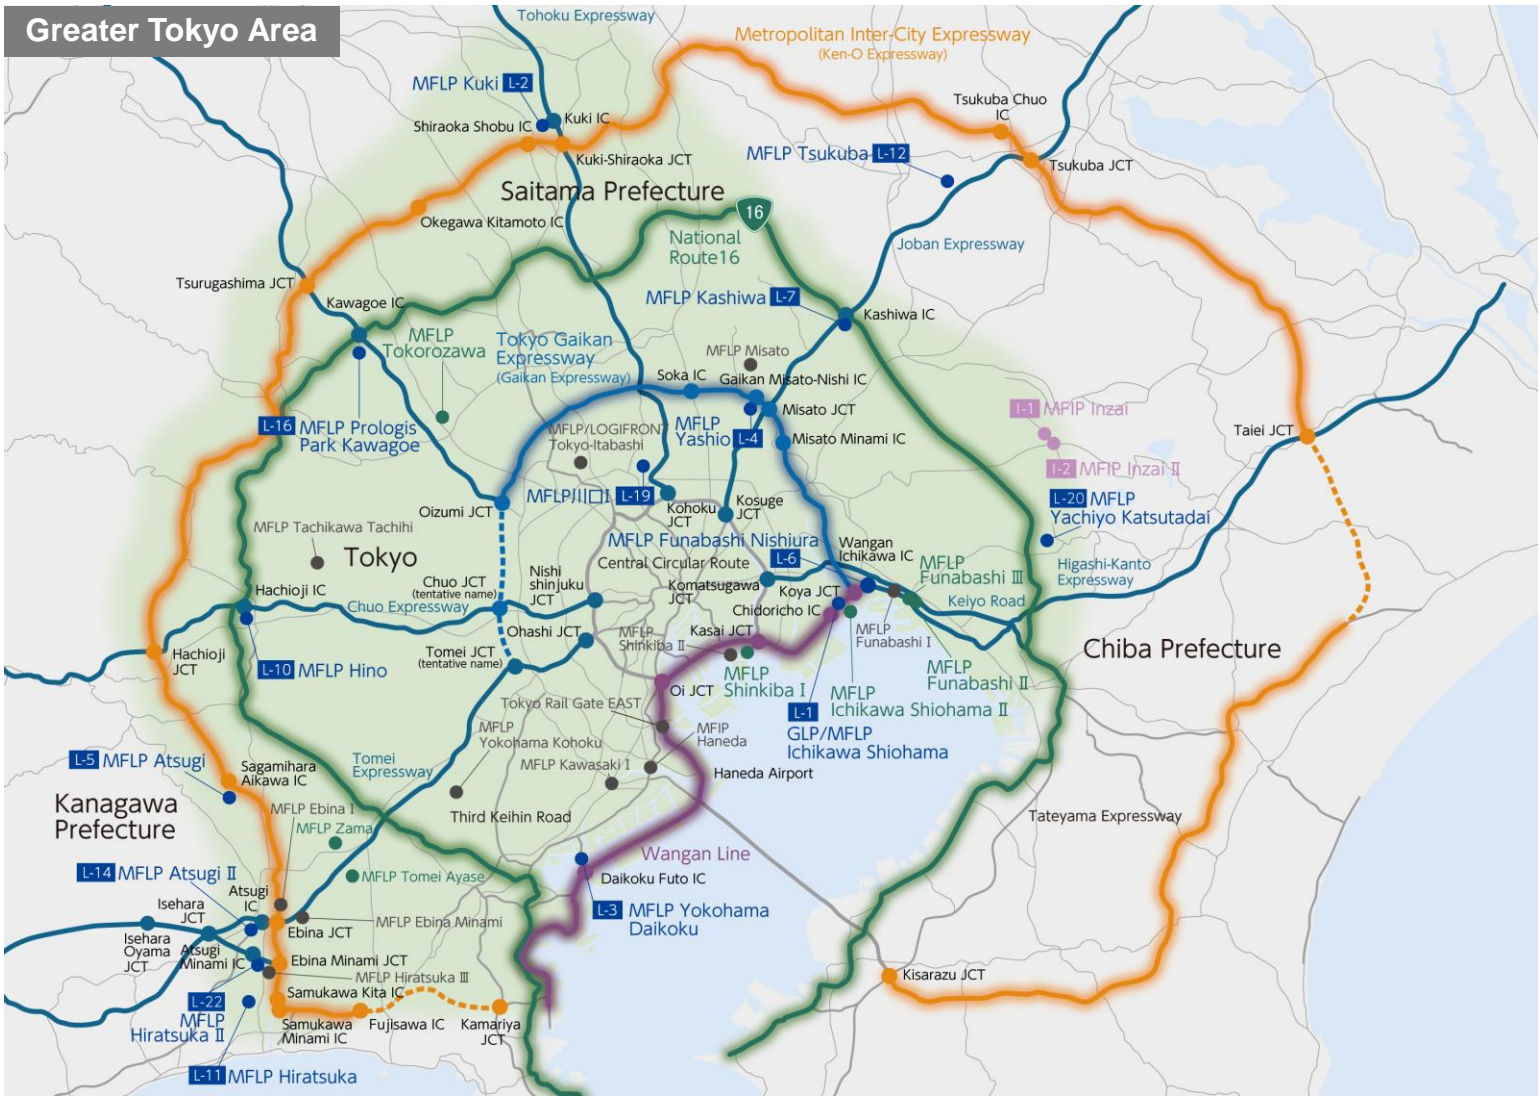 Greater Tokyo Area
Tohoku Expressway
Metropolitan Inter-City Expressway
(Ken-O Expressway)
MFLP Kuki L-2
Tsukuba Chuo
IC
Shiraoka Shobu IC
Kuki IC
MFLP Tsukuba L-12
Kuki-Shiraoka JCT
Tsukuba JCT
Saitama Prefecture
16
Okegawa Kitamoto IC
National
Route16
Joban Expressway
Tsurugashima JCT
Kawagoe IC
MFLP Kashiwa L-7
Kashiwa IC
MFLP
Tokorozawa
Tokyo Gaikan
Expressway
(Gaikan Expressway)
MFLP Misato
Soka IC
Gaikan Misato-Nishi IC
L-16 MFLP Prologis
Park Kawagoe
MFLP/LOGIFRONT
Tokyo-Itabashi
MFLP
Yashio L-4
Misato JCT
Misato Minami IC
I-1 MFIP Inzai
Taiei JCT
I-2 MFIP Inzai Ⅱ
MFLP川口Ⅰ L-19
Oizumi JCT
Kohoku
JCT
Kosuge
JCT
L-20 MFLP
Yachiyo Katsutadai
MFLP Tachikawa Tachihi
Tokyo
MFLP Funabashi Nishiura
L-6
Wangan
Ichikawa IC
MFLP
Funabashi Ⅲ
Higashi-Kanto
Expressway
Central Circular Route
Nishi
shinjuku
JCT
Chuo JCT
(tentative name)
Hachioji IC
Chuo Expressway
Komatsugawa
JCT
Koya JCT
Chidoricho IC
Keiyo Road
Ohashi JCT
MFLP
Shinkiba Ⅱ
Kasai JCT
MFLP
Funabashi Ⅰ
Hachioji
JCT
Tomei JCT
(tentative name)
Chiba Prefecture
L-10 MFLP Hino
MFLP
Shinkiba Ⅰ
MFLP
Funabashi Ⅱ
Oi JCT
MFLP
Ichikawa Shiohama Ⅱ
Tokyo Rail Gate EAST
L-1
GLP/MFLP
Ichikawa Shiohama
MFLP
Yokohama Kohoku
MFIP
Haneda
L-5 MFLP Atsugi
Sagamihara
Aikawa IC
Tomei
Expressway
MFLP Kawasaki Ⅰ
Haneda Airport
Kanagawa
Prefecture
MFLP Ebina Ⅰ
Third Keihin Road
Tateyama Expressway
MFLP Zama
Wangan Line
L-14 MFLP Atsugi Ⅱ
MFLP Tomei Ayase
Daikoku Futo IC
Atsugi
IC
Isehara
JCT
L-3 MFLP Yokohama
Daikoku
MFLP Ebina Minami
Ebina JCT
Isehara
Oyama
JCT
Atsugi
Minami IC
Ebina Minami JCT
MFLP Hiratsuka Ⅲ
Kisarazu JCT
Samukawa Kita IC
L-22
MFLP
Hiratsuka Ⅱ
Samukawa
Minami IC
Fujisawa IC
Kamariya
JCT
L-11 MFLP Hiratsuka